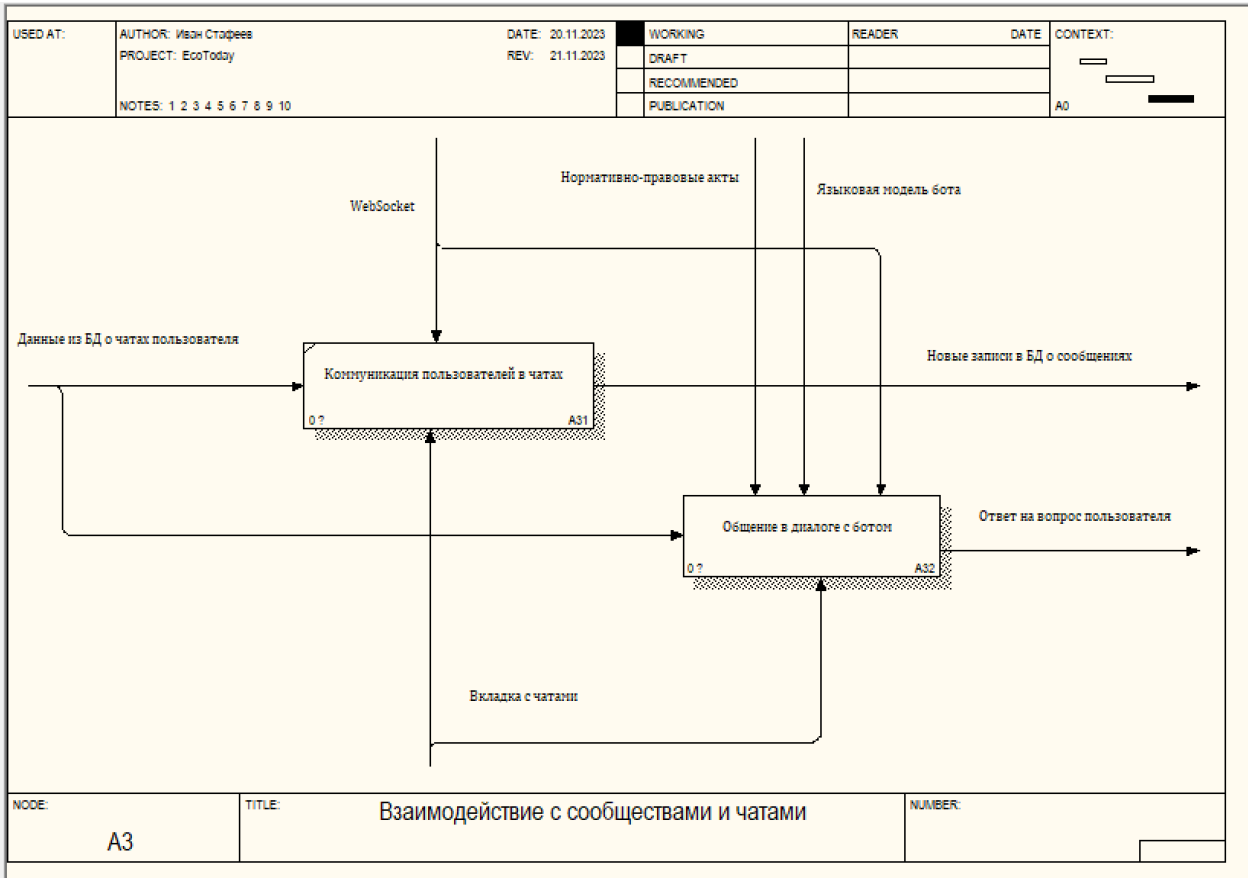 USED AT:
AUTHOR: Иван Стафеев
DATE: 20.11.2023
WORKING
READER
DATE
CONTEXT:
PROJECT: EcoToday
REV: 21.11.2023
DRAFT
RECOMMENDED
NOTES: 1 2 3 4 5 6 7 8 9 10
PUBLICATION
A0
Нормативно-правовые акты
Языковая модель бота
WebSocket
Данные из БД о чатах пользователя
Новые записи в БД о сообщениях
Коммуникация пользователей в чатах
0 ?
A31
Ответ на вопрос пользователя
Общение в диалоге с ботом
0 ?
A32
Вкладка с чатами
NODE:
TITLE:
Взаимодействие с сообществами и чатами
NUMBER:
A3